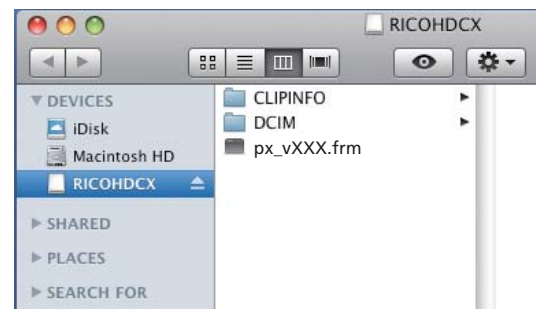 RICOHDCX
DEVICES
iDisk
Macintosh HD
RICOHDCX
SHARED
PLACES
SEARCH FOR
CLIPINFO
DCIM
px_vXXX.frm